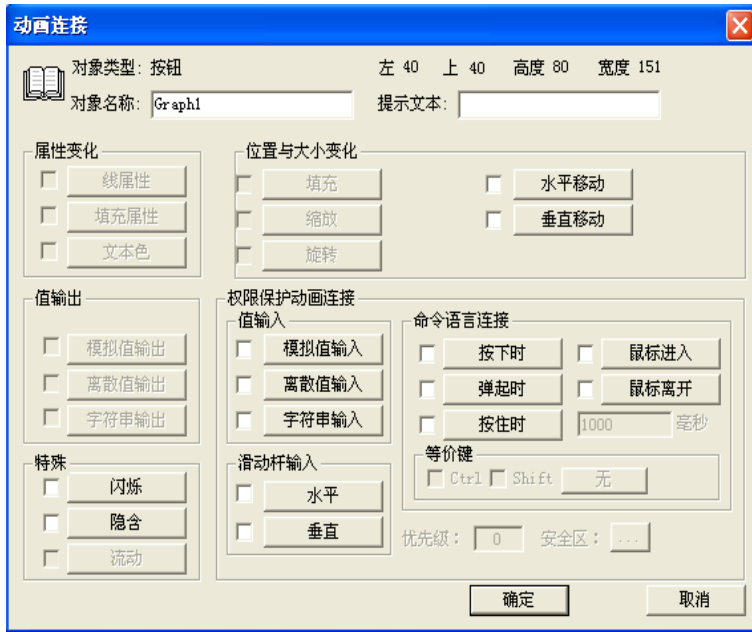 动画连接
对象类型: 按钮 左 40 上 40 高度 80 宽度 151
对象名称: Graph1 提示文本:
属性变化 位置与大小变化
线属性 填充 水平移动
填充属性 缩放 垂直移动
文本色 旋转
值输出 权限保护动画连接
值输入 命令语言连接
模拟值输出 模拟值输入 按下时 鼠标进入
离散值输出 离散值输入 弹起时 鼠标离开
字符串输出 字符串输入 按住时 1000 毫秒
特殊 滑动杆输入 等价键
闪烁 水平 Ctrl Shift 无
隐含 垂直 优先级: 0 安全区: ...
流动
确定 取消